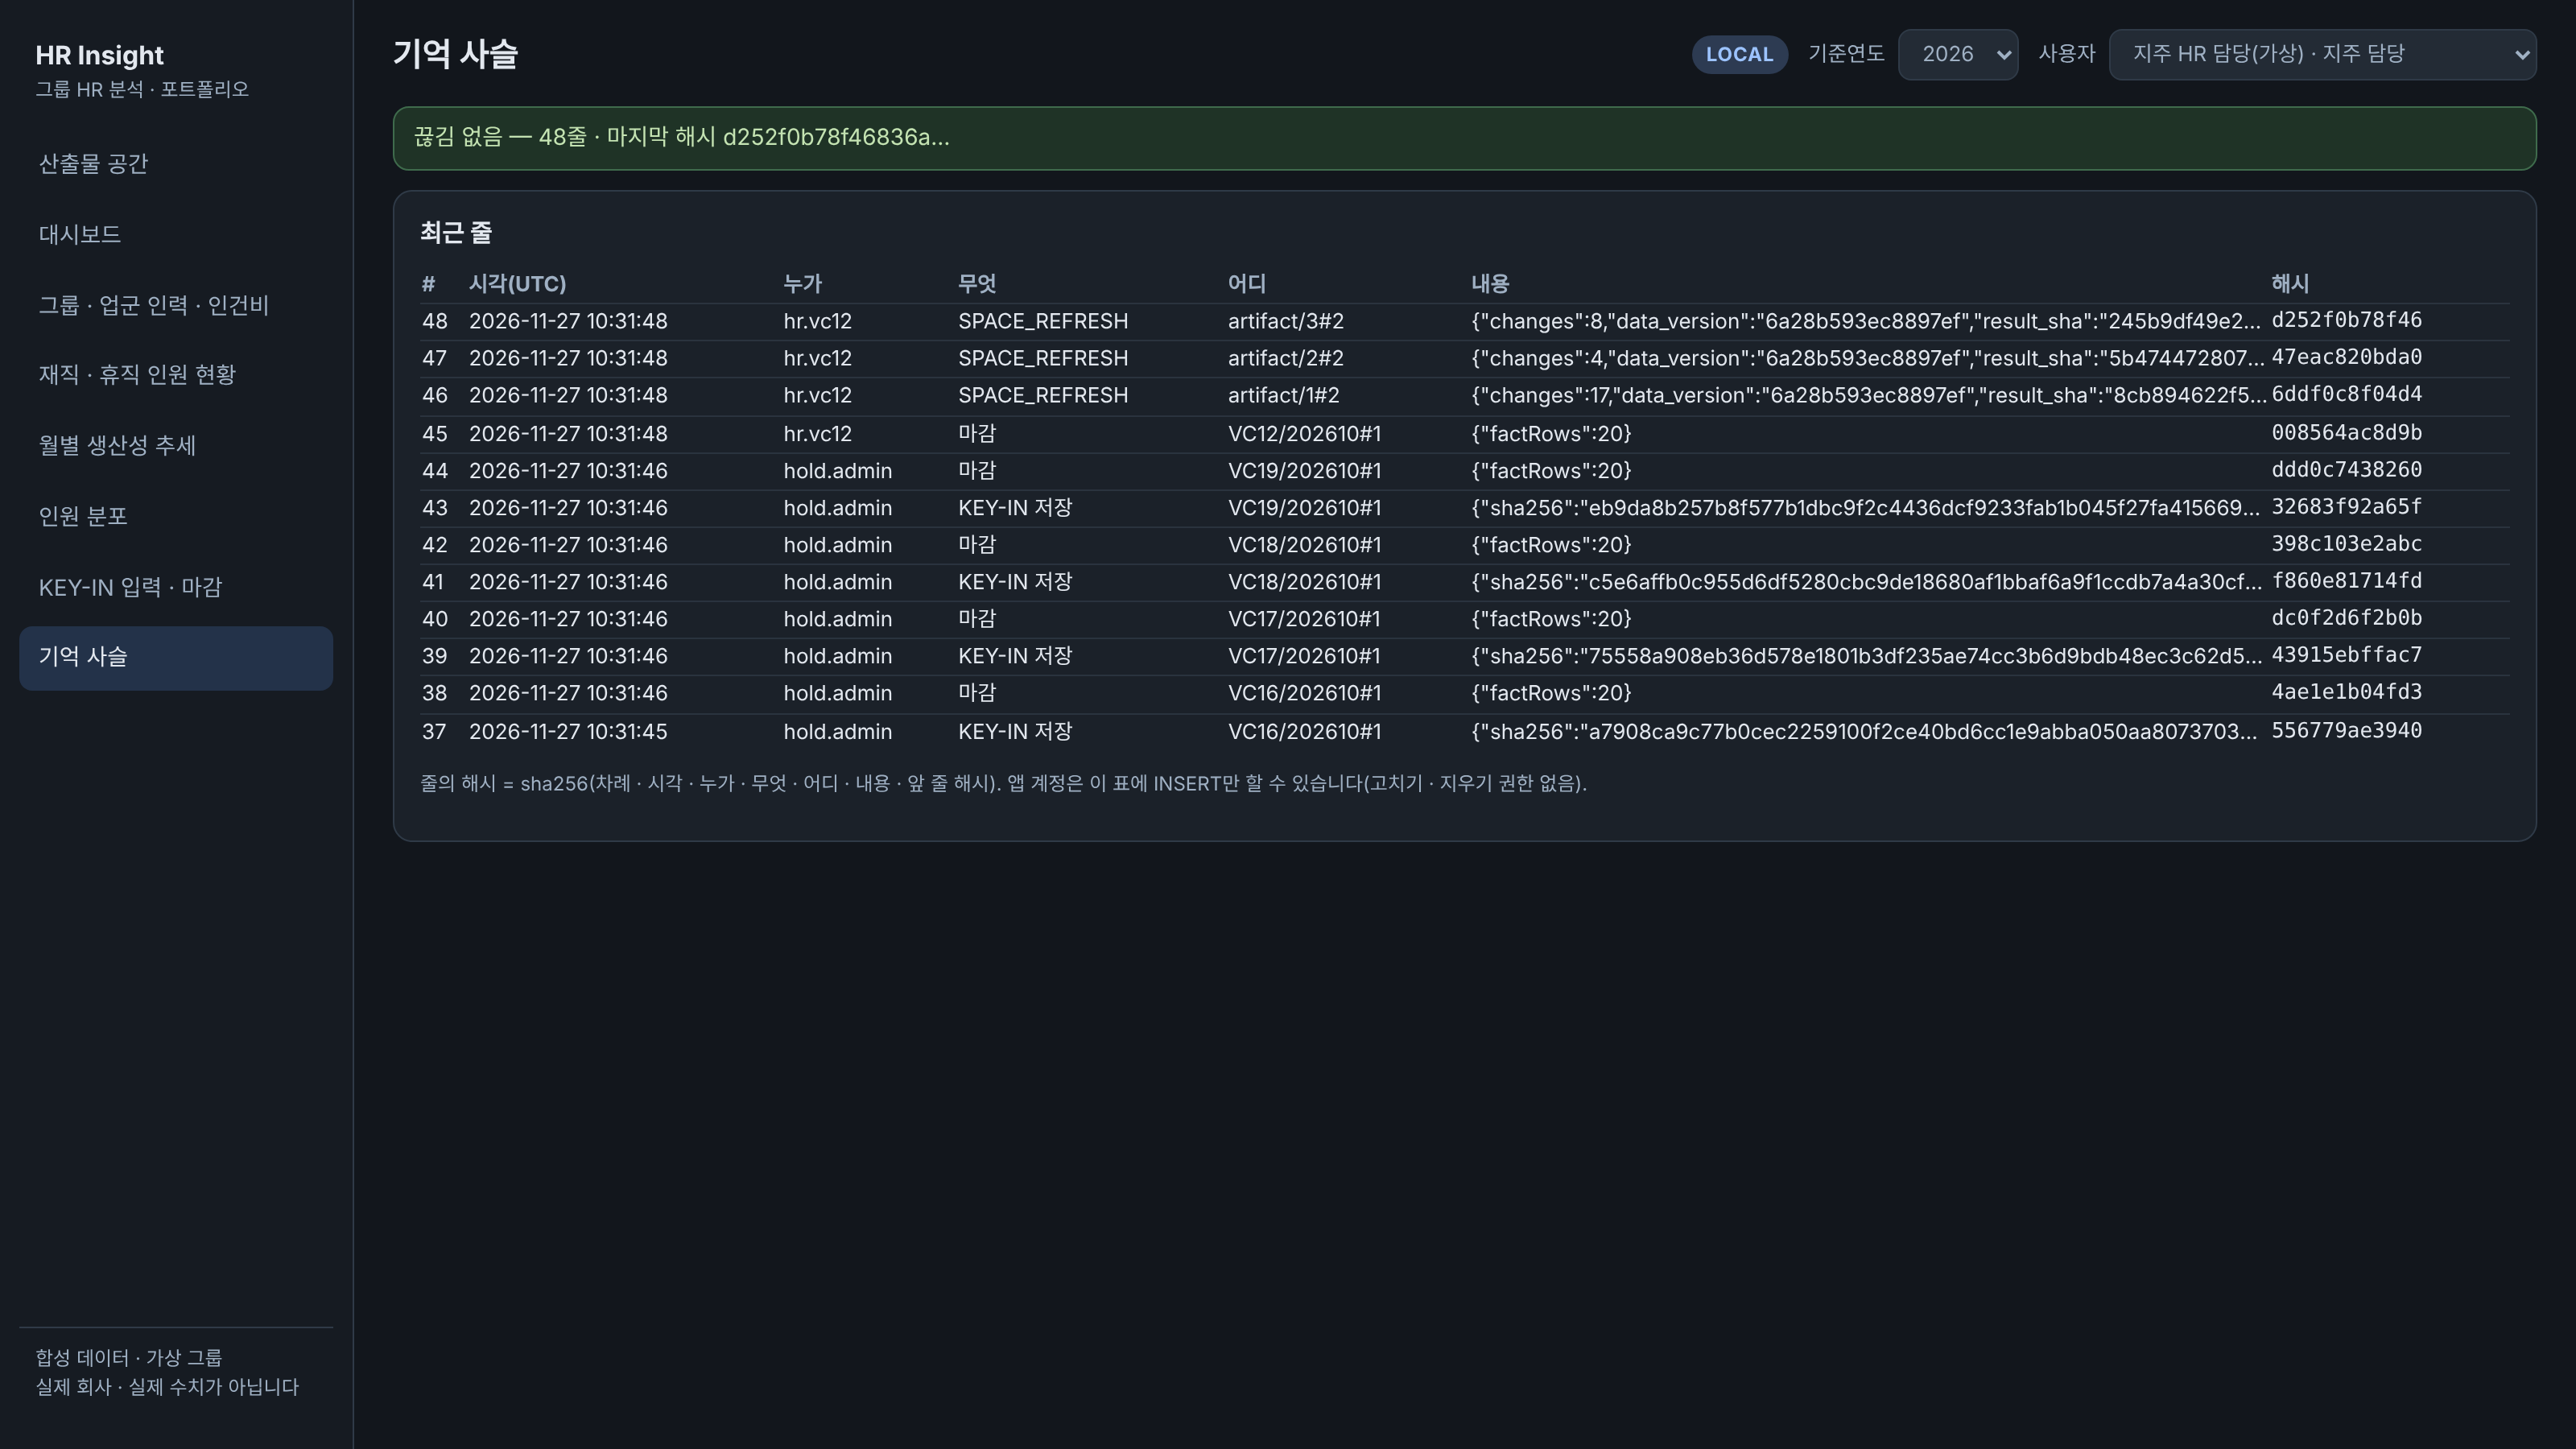 HR Insight
그룹 HR 분석 · 포트폴리오
산출물 공간
대시보드
그룹 · 업군 인력 · 인건비
재직 · 휴직 인원 현황
월별 생산성 추세
인원 분포
KEY-IN 입력 · 마감
기억 사슬
합성 데이터 · 가상 그룹
실제 회사 · 실제 수치가 아닙니다
기억 사슬
LOCAL 기준연도 2026 사용자 지주 HR 담당(가상) · 지주 담당
끊김 없음 — 48줄 · 마지막 해시 d252f0b78f46836a…
최근 줄
# 시각(UTC) 누가 무엇 어디 내용 해시
48 2026-11-27 10:31:48 hr.vc12 SPACE_REFRESH artifact/3#2 {"changes":8,"data_version":"6a28b593ec8897ef","result_sha":"245b9df49e2... d252f0b78f46
47 2026-11-27 10:31:48 hr.vc12 SPACE_REFRESH artifact/2#2 {"changes":4,"data_version":"6a28b593ec8897ef","result_sha":"5b474472807... 47eac820bda0
46 2026-11-27 10:31:48 hr.vc12 SPACE_REFRESH artifact/1#2 {"changes":17,"data_version":"6a28b593ec8897ef","result_sha":"8cb894622f5... 6ddf0c8f04d4
45 2026-11-27 10:31:48 hr.vc12 마감 VC12/202610#1 {"factRows":20} 008564ac8d9b
44 2026-11-27 10:31:46 hold.admin 마감 VC19/202610#1 {"factRows":20} ddd0c7438260
43 2026-11-27 10:31:46 hold.admin KEY-IN 저장 VC19/202610#1 {"sha256":"eb9da8b257b8f577b1dbc9f2c4436dcf9233fab1b045f27fa415669... 32683f92a65f
42 2026-11-27 10:31:46 hold.admin 마감 VC18/202610#1 {"factRows":20} 398c103e2abc
41 2026-11-27 10:31:46 hold.admin KEY-IN 저장 VC18/202610#1 {"sha256":"c5e6affb0c955d6df5280cbc9de18680af1bbaf6a9f1ccdb7a4a30cf... f860e81714fd
40 2026-11-27 10:31:46 hold.admin 마감 VC17/202610#1 {"factRows":20} dc0f2d6f2b0b
39 2026-11-27 10:31:46 hold.admin KEY-IN 저장 VC17/202610#1 {"sha256":"75558a908eb36d578e1801b3df235ae74cc3b6d9bdb48ec3c62d5... 43915ebffac7
38 2026-11-27 10:31:46 hold.admin 마감 VC16/202610#1 {"factRows":20} 4ae1e1b04fd3
37 2026-11-27 10:31:45 hold.admin KEY-IN 저장 VC16/202610#1 {"sha256":"a7908ca9c77b0cec2259100f2ce40bd6cc1e9abba050aa8073703... 556779ae3940
줄의 해시 = sha256(차례 · 시각 · 누가 · 무엇 · 어디 · 내용 · 앞 줄 해시). 앱 계정은 이 표에 INSERT만 할 수 있습니다(고치기 · 지우기 권한 없음).